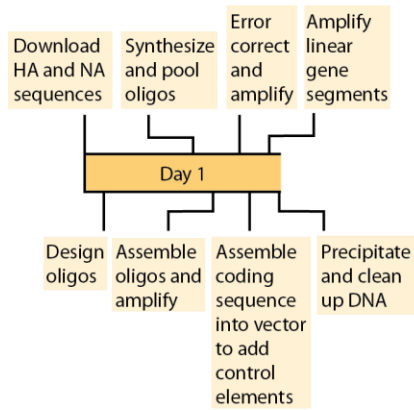 Download
HA and NA
sequences
Synthesize
and pool
oligos
Error
correct
and
amplify
Amplify
linear
gene
segments
Day 1
Design
oligos
Assemble
oligos and
amplify
Assemble
coding
sequence
into vector
to add
control
elements
Precipitate
and clean
up DNA